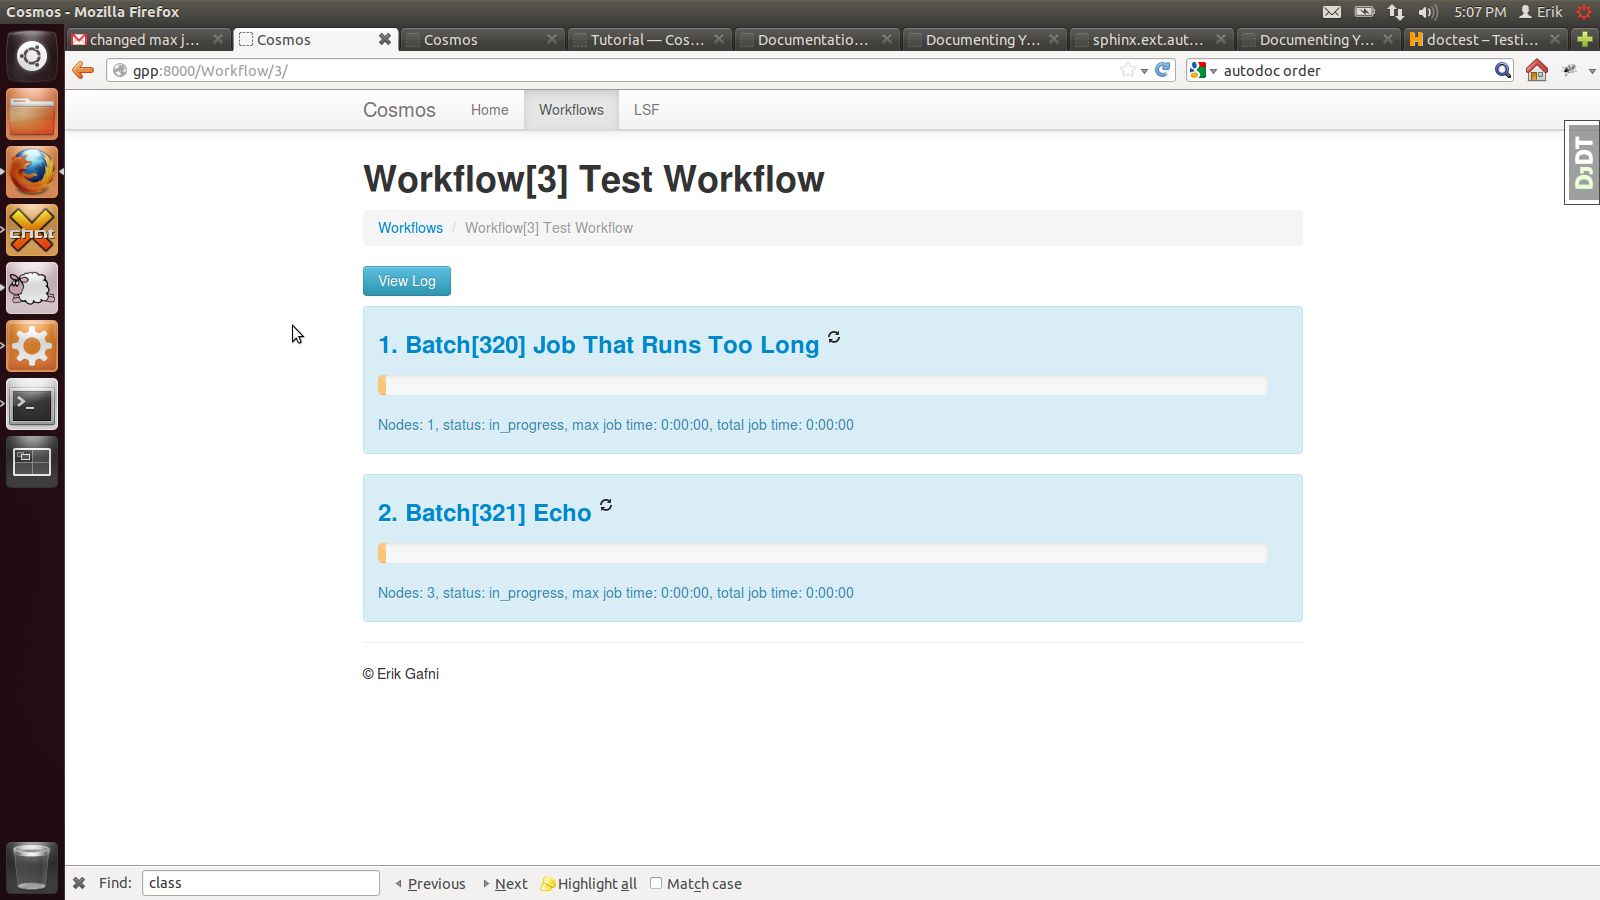 Cosmos - Mozilla Firefox
5:07 PM Erik
changed max j...
Cosmos
Cosmos
Tutorial — Cos...
Documentatio...
Documenting Y...
sphinx.ext.aut...
Documenting Y...
doctest – Testi...
gpp:8000/Workflow/3/
autodoc order
Cosmos Home Workflows LSF
DjDT
Workflow[3] Test Workflow
Workflows / Workflow[3] Test Workflow
View Log
1. Batch[320] Job That Runs Too Long
Nodes: 1, status: in_progress, max job time: 0:00:00, total job time: 0:00:00
2. Batch[321] Echo
Nodes: 3, status: in_progress, max job time: 0:00:00, total job time: 0:00:00
© Erik Gafni
chat
Find: class Previous Next Highlight all Match case